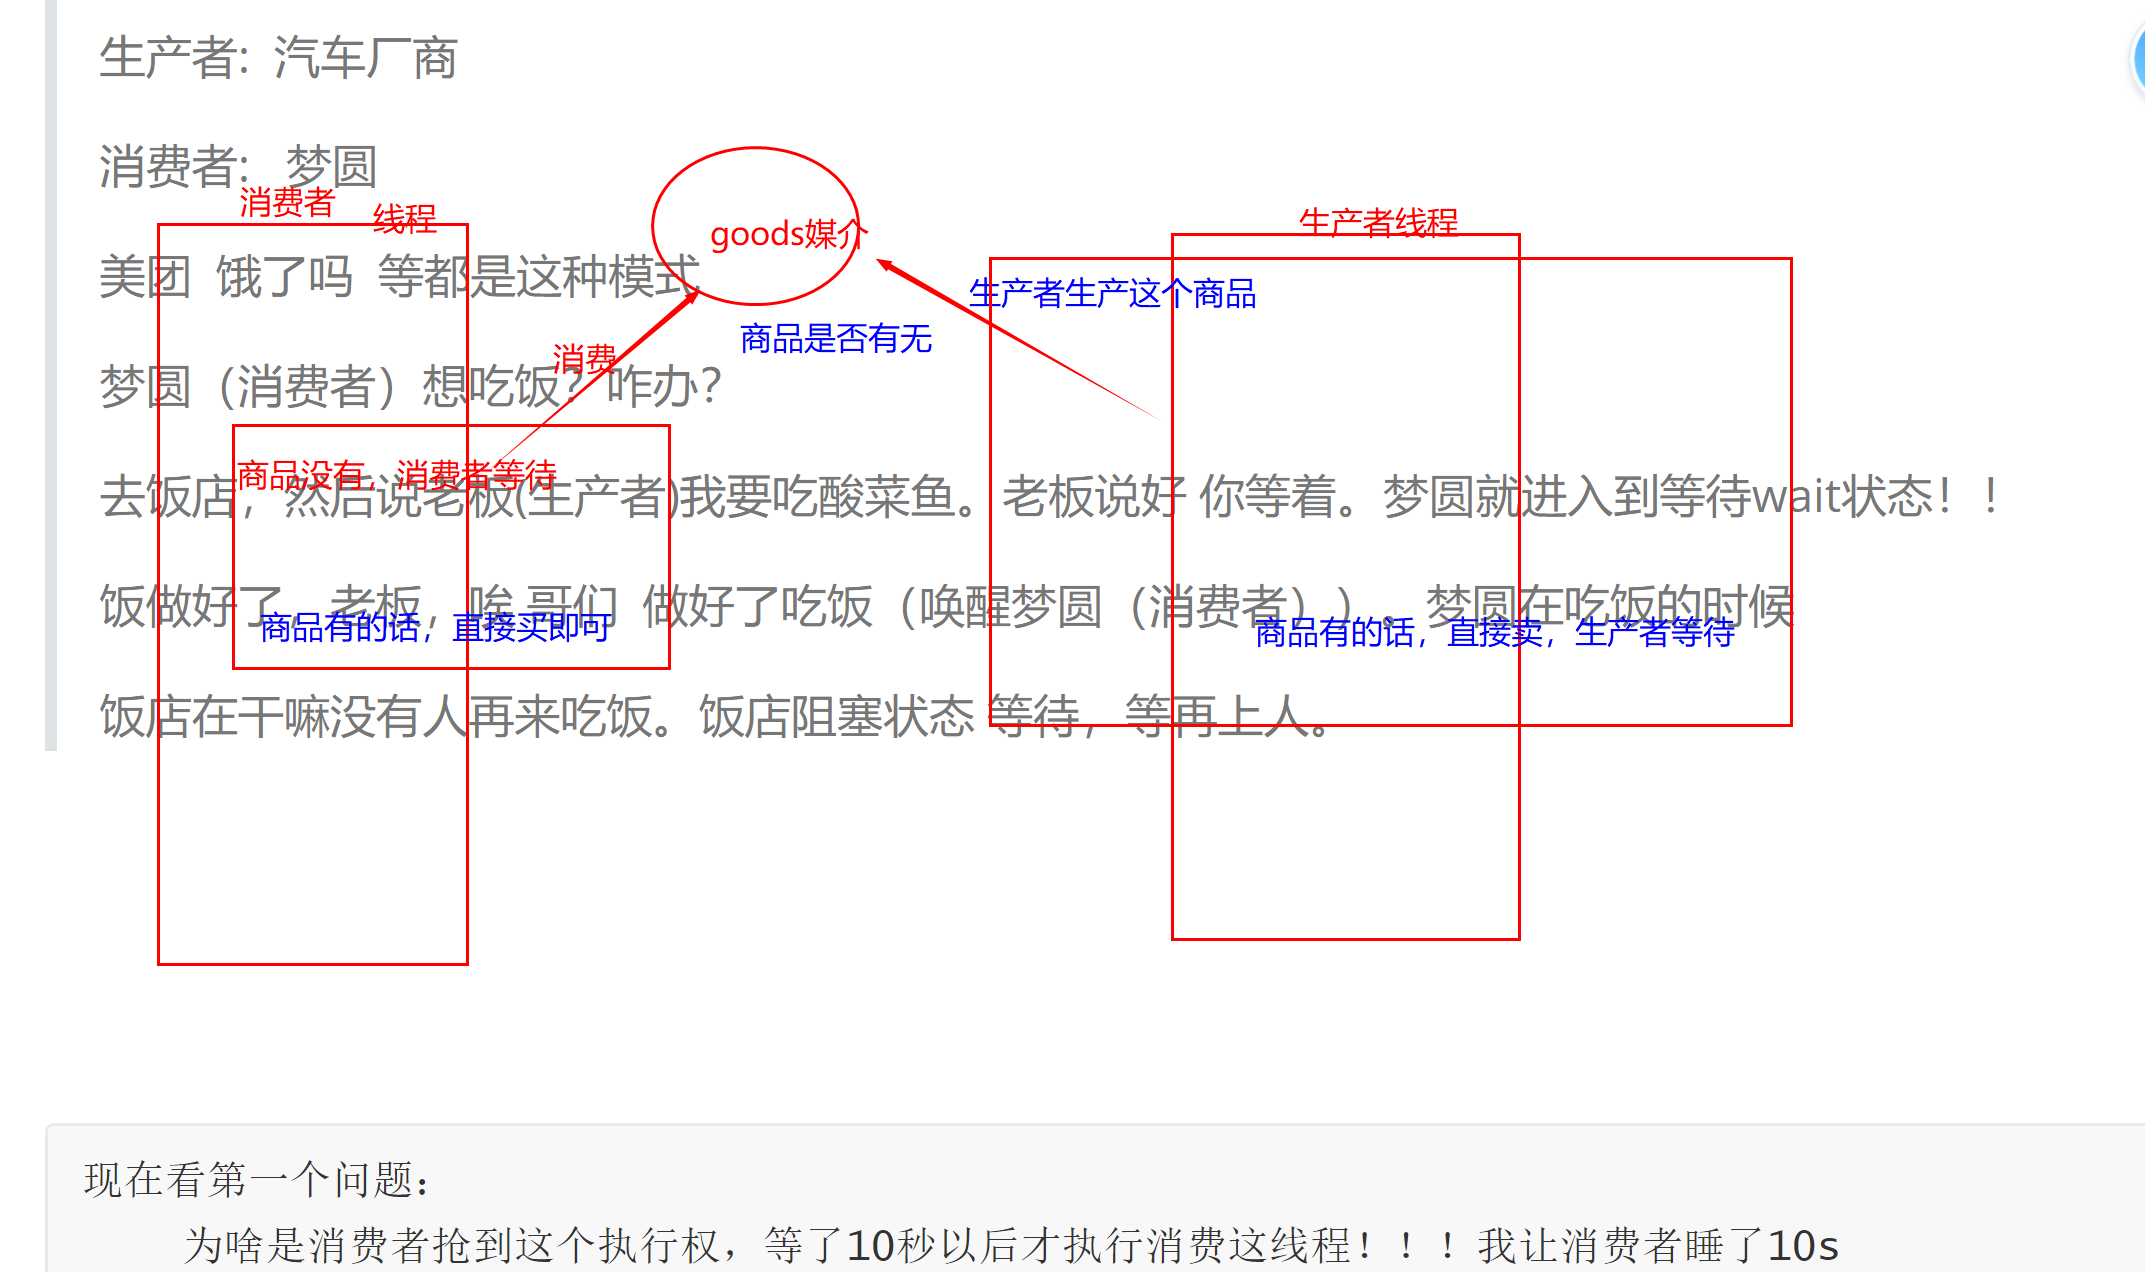 生产者：汽车厂商
消费者： 梦圆
消费者
线程
goods媒介
生产者线程
美团 饿了吗 等都是这种模式
生产者生产这个商品
商品是否有无
消费
梦圆（消费者）想吃饭？咋办？
商品没有，消费者等待
去饭店，然后说老板(生产者)我要吃酸菜鱼。老板说好 你等着。梦圆就进入到等待wait状态！！
饭做好了，老板，唉 哥们 做好了吃饭（唤醒梦圆（消费者））。梦圆在吃饭的时候
商品有的话，直接买即可
商品有的话，直接卖，生产者等待
饭店在干嘛没有人再来吃饭。饭店阻塞状态 等待，等再上人。
现在看第一个问题：
为啥是消费者抢到这个执行权，等了10秒以后才执行消费这线程！！！我让消费者睡了10s